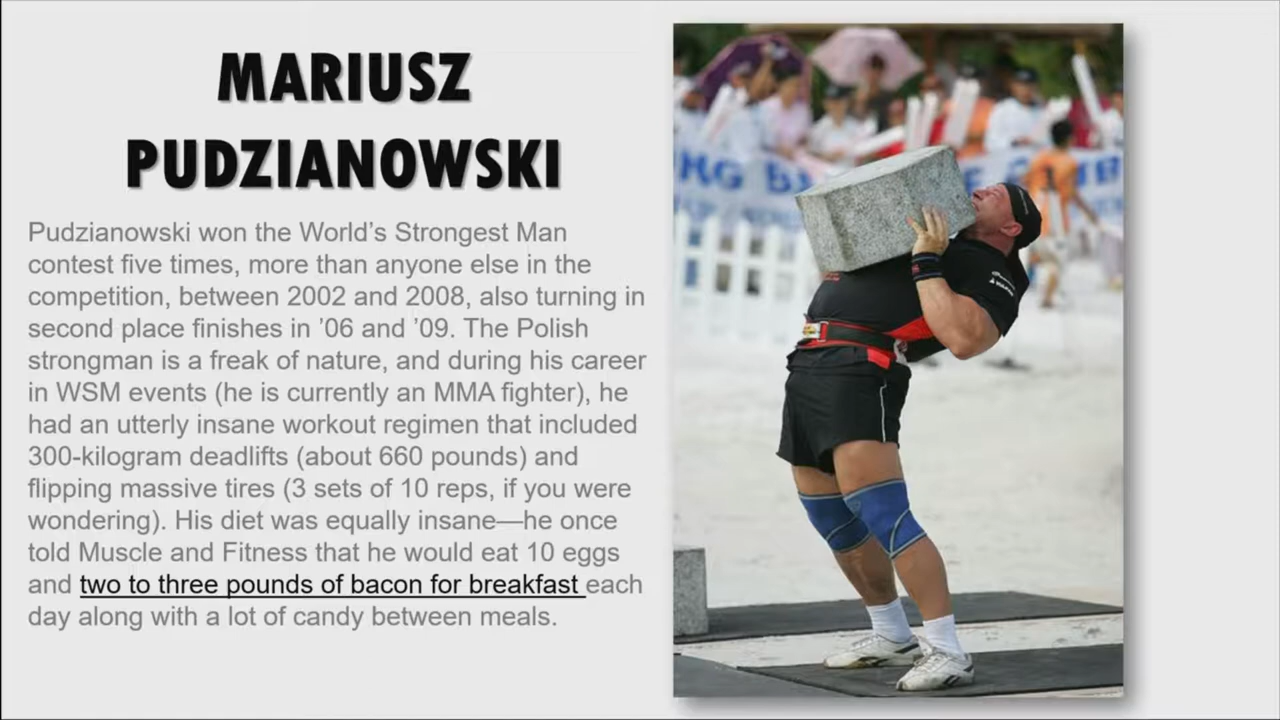 MARIUSZ
PUDZIANOWSKI
Pudzianowski won the World’s Strongest Man
contest five times, more than anyone else in the
competition, between 2002 and 2008, also turning in
second place finishes in ’06 and ’09. The Polish
strongman is a freak of nature, and during his career
in WSM events (he is currently an MMA fighter), he
had an utterly insane workout regimen that included
300-kilogram deadlifts (about 660 pounds) and
flipping massive tires (3 sets of 10 reps, if you were
wondering). His diet was equally insane—he once
told Muscle and Fitness that he would eat 10 eggs
and two to three pounds of bacon for breakfast each
day along with a lot of candy between meals.